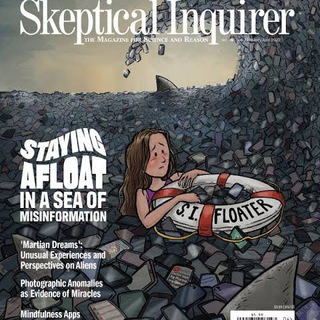 Skeptical Inquirer
THE MAGAZINE FOR SCIENCE AND REASON
STAYING
AFLOAT
IN A SEA OF
MISINFORMATION
S.I. FLOATER
'Martian Dreams':
Unusual Experiences and
Perspectives on Aliens
Photographic Anomalies
as Evidence of Miracles
Mindfulness Apps